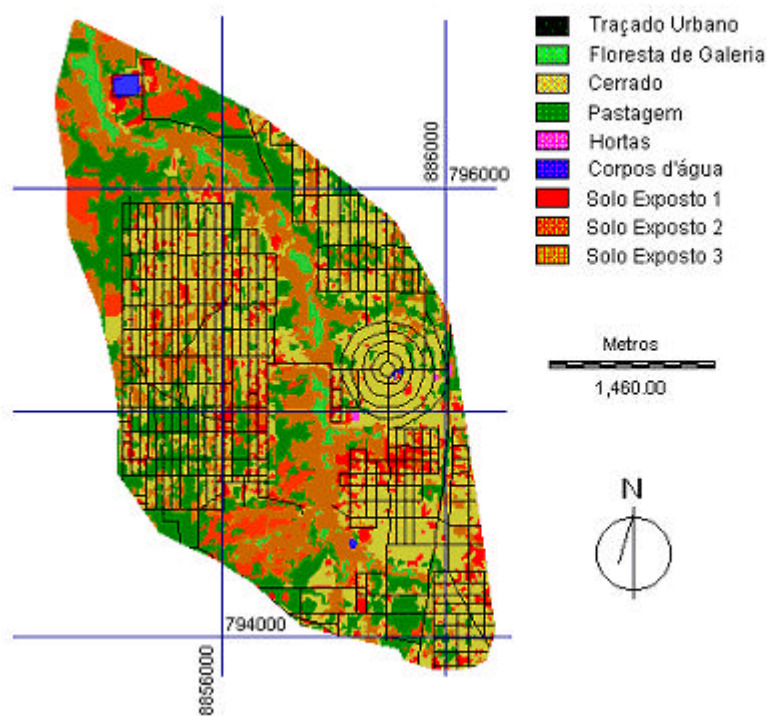 Traçado Urbano
Floresta de Galeria
Cerrado
Pastagem
Hortas
Corpos d'água
Solo Exposto 1
Solo Exposto 2
Solo Exposto 3
886000
796000
Metros
1,460.00
N
794000
8856000